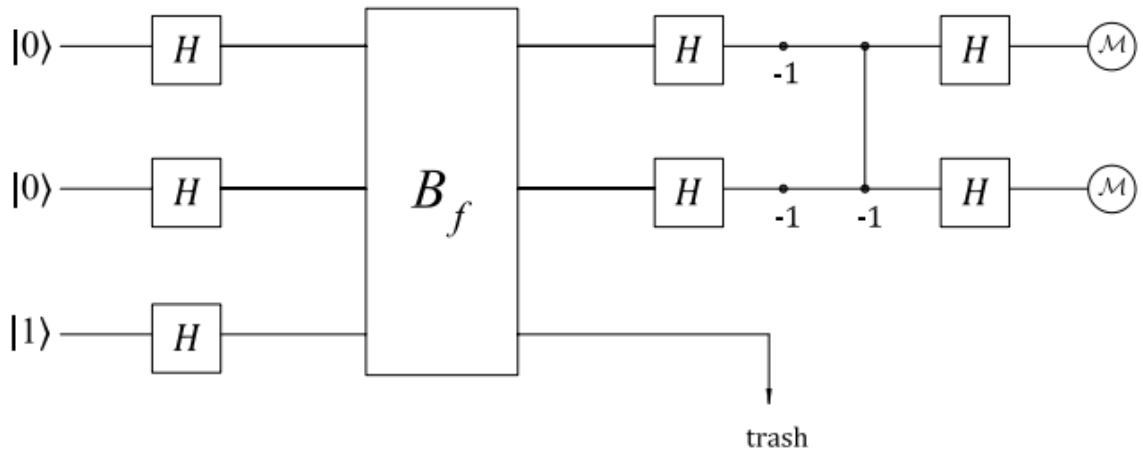 |0⟩ H H H ℳ
-1
|0⟩ H B_f H H ℳ
-1 -1
|1⟩ H
trash